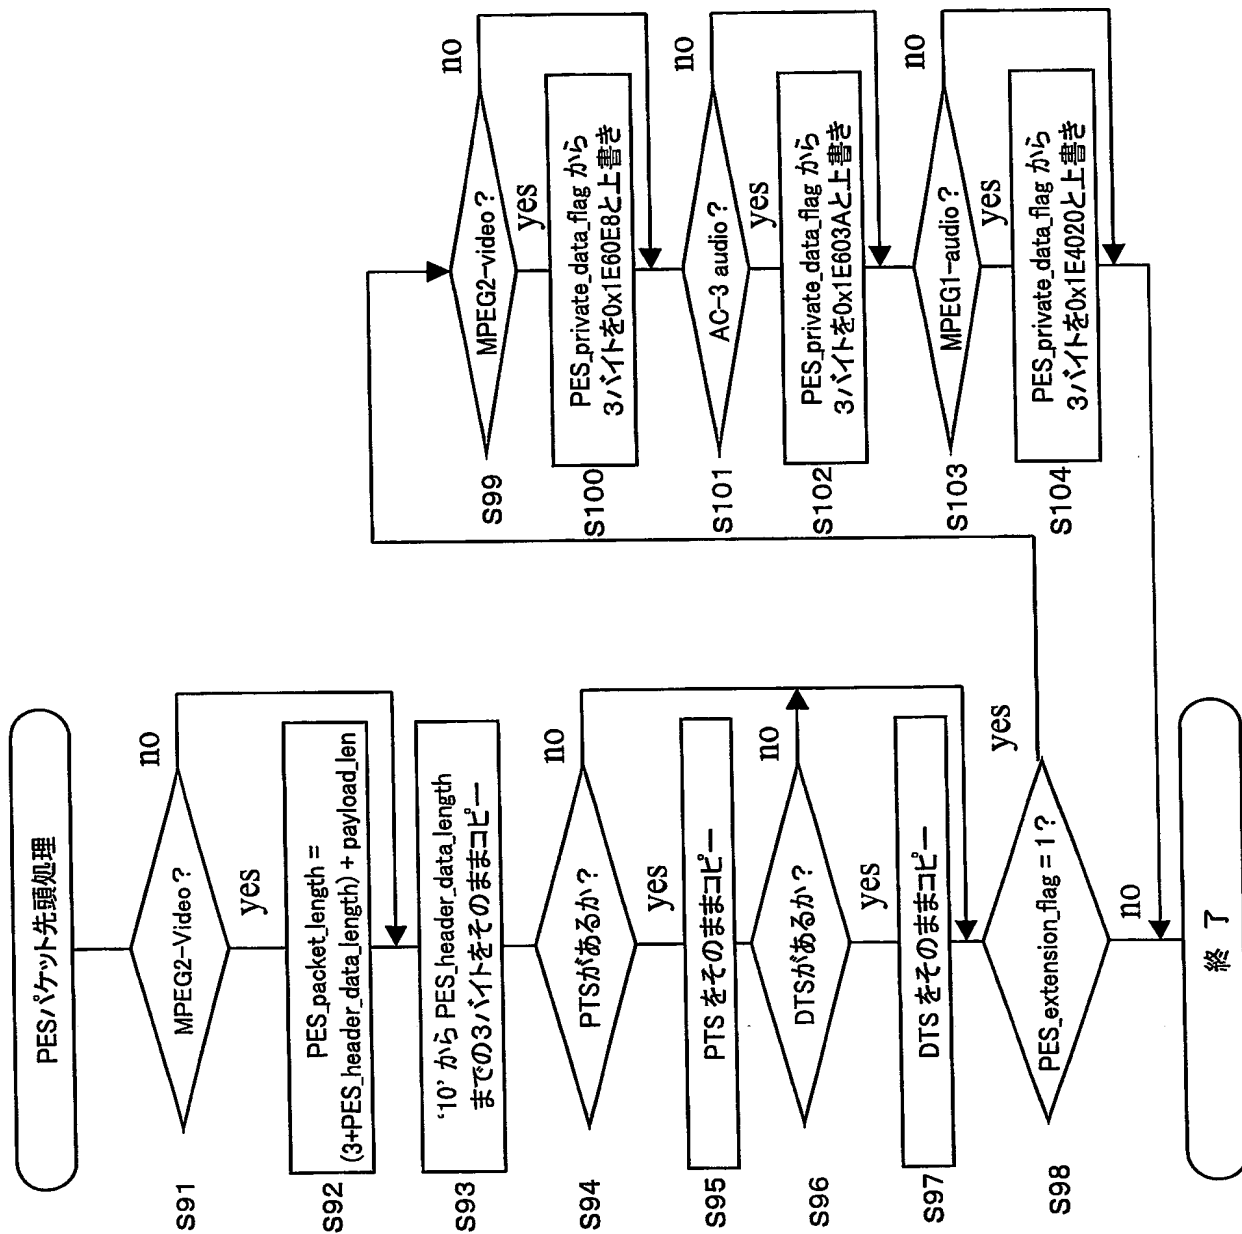 PESパケット先頭処理
S91
MPEG2-Video?
no
yes
S92
PES_packet_length =
(3+PES_header_data_length) + payload_len
S93
‘10’ から PES_header_data_length
までの3バイトをそのままコピー
S94
PTSがあるか?
no
yes
S95
PTS をそのままコピー
S96
DTSがあるか?
no
yes
S97
DTS をそのままコピー
S98
PES_extension_flag = 1?
yes
no
終 了
S99
MPEG2-video?
no
yes
S100
PES_private_data_flag から
3バイトを0x1E60E8と上書き
S101
AC-3 audio?
no
yes
S102
PES_private_data_flag から
3バイトを0x1E603Aと上書き
S103
MPEG1-audio?
no
yes
S104
PES_private_data_flag から
3バイトを0x1E4020と上書き